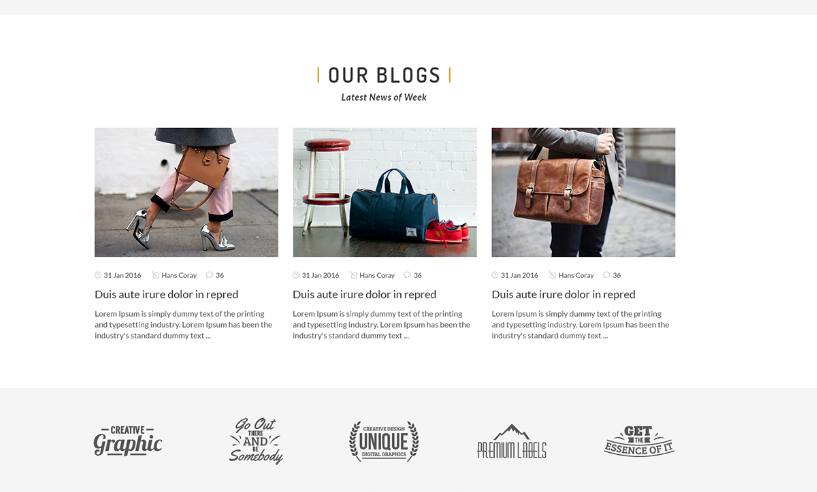 OUR BLOGS
Latest News of Week
31 Jan 2016 Hans Coray 36
Duis aute irure dolor in repred
Lorem Ipsum is simply dummy text of the printing
and typesetting industry. Lorem Ipsum has been the
industry's standard dummy text ...
31 Jan 2016 Hans Coray 36
Duis aute irure dolor in repred
Lorem Ipsum is simply dummy text of the printing
and typesetting industry. Lorem Ipsum has been the
industry's standard dummy text ...
31 Jan 2016 Hans Coray 36
Duis aute irure dolor in repred
Lorem Ipsum is simply dummy text of the printing
and typesetting industry. Lorem Ipsum has been the
industry's standard dummy text ...
CREATIVE
Graphic
Go Out
THERE
AND
BE
Somebody
CREATIVE DESIGN
UNIQUE
DIGITAL GRAPHICS
PREMIUM LABELS
GET
THE
ESSENCE OF IT